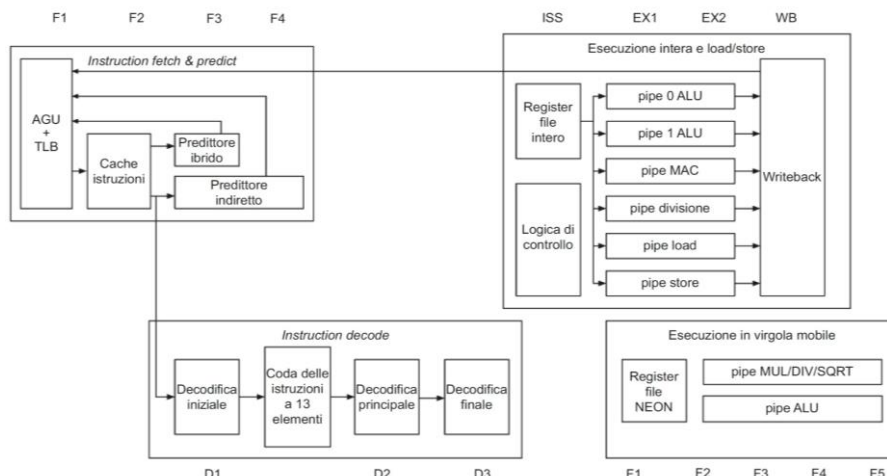 F1 F2 F3 F4 ISS EX1 EX2 WB
Instruction fetch & predict
AGU
+
TLB
Cache
istruzioni
Predittore
ibrido
Predittore
indiretto
Esecuzione intera e load/store
Register
file
intero
Logica di
controllo
pipe 0 ALU
pipe 1 ALU
pipe MAC
pipe divisione
pipe load
pipe store
Writeback
Instruction decode
Decodifica
iniziale
Coda delle
istruzioni
a 13
elementi
Decodifica
principale
Decodifica
finale
Esecuzione in virgola mobile
Register
file
NEON
pipe MUL/DIV/SQRT
pipe ALU
D1 D2 D3 F1 F2 F3 F4 F5